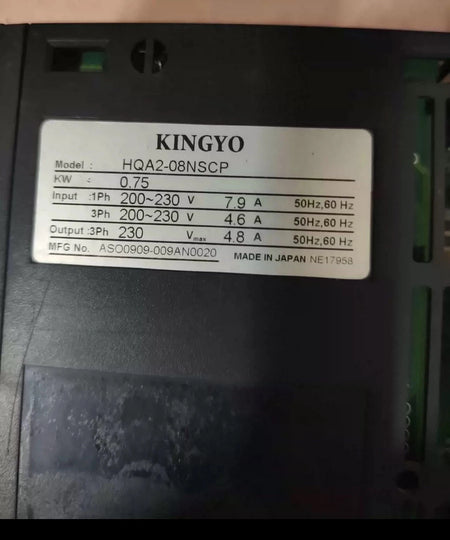 KINGYO
Model : HQA2-08NSCP
KW : 0.75
Input :1Ph 200~230 V 7.9 A 50Hz,60 Hz
3Ph 200~230 V 4.6 A 50Hz,60 Hz
Output :3Ph 230 Vmax 4.8 A 50Hz,60 Hz
MFG No. ASO0909-009AN0020 MADE IN JAPAN NE17958